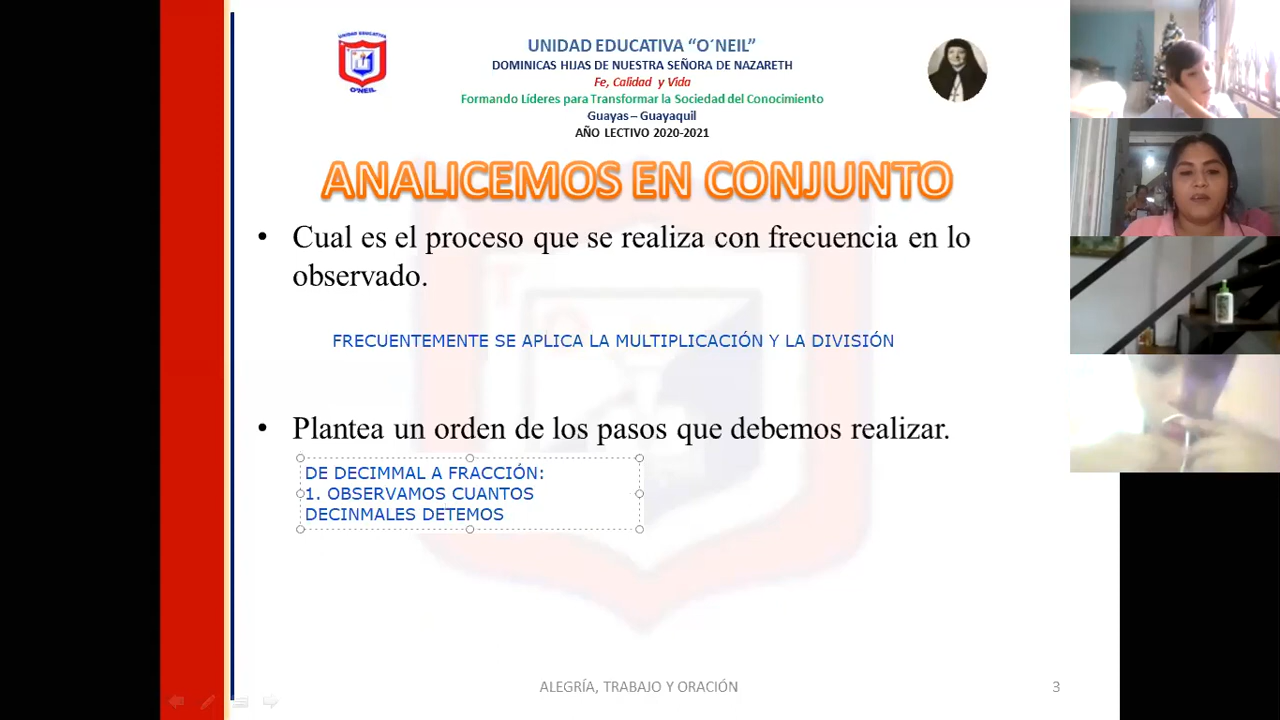 UNIDAD EDUCATIVA
O'NEIL
UNIDAD EDUCATIVA “O´NEIL”
DOMINICAS HIJAS DE NUESTRA SEÑORA DE NAZARETH
Fe, Calidad y Vida
Formando Líderes para Transformar la Sociedad del Conocimiento
Guayas – Guayaquil
AÑO LECTIVO 2020-2021
ANALICEMOS EN CONJUNTO
• Cual es el proceso que se realiza con frecuencia en lo
observado.
FRECUENTEMENTE SE APLICA LA MULTIPLICACIÓN Y LA DIVISIÓN
• Plantea un orden de los pasos que debemos realizar.
DE DECIMMAL A FRACCIÓN:
1. OBSERVAMOS CUANTOS
DECINMALES DETEMOS
ALEGRÍA, TRABAJO Y ORACIÓN
3